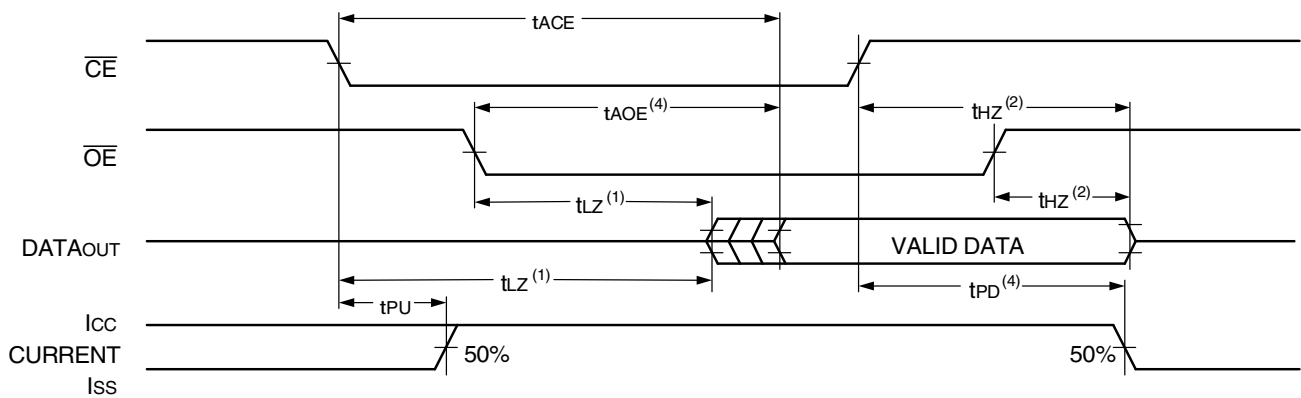 tACE
CE
tAOE(4)
tHZ(2)
OE
tLZ(1)
tHZ(2)
DATAOUT
VALID DATA
tLZ(1)
tPD(4)
tPU
ICC
CURRENT
50%
50%
ISS